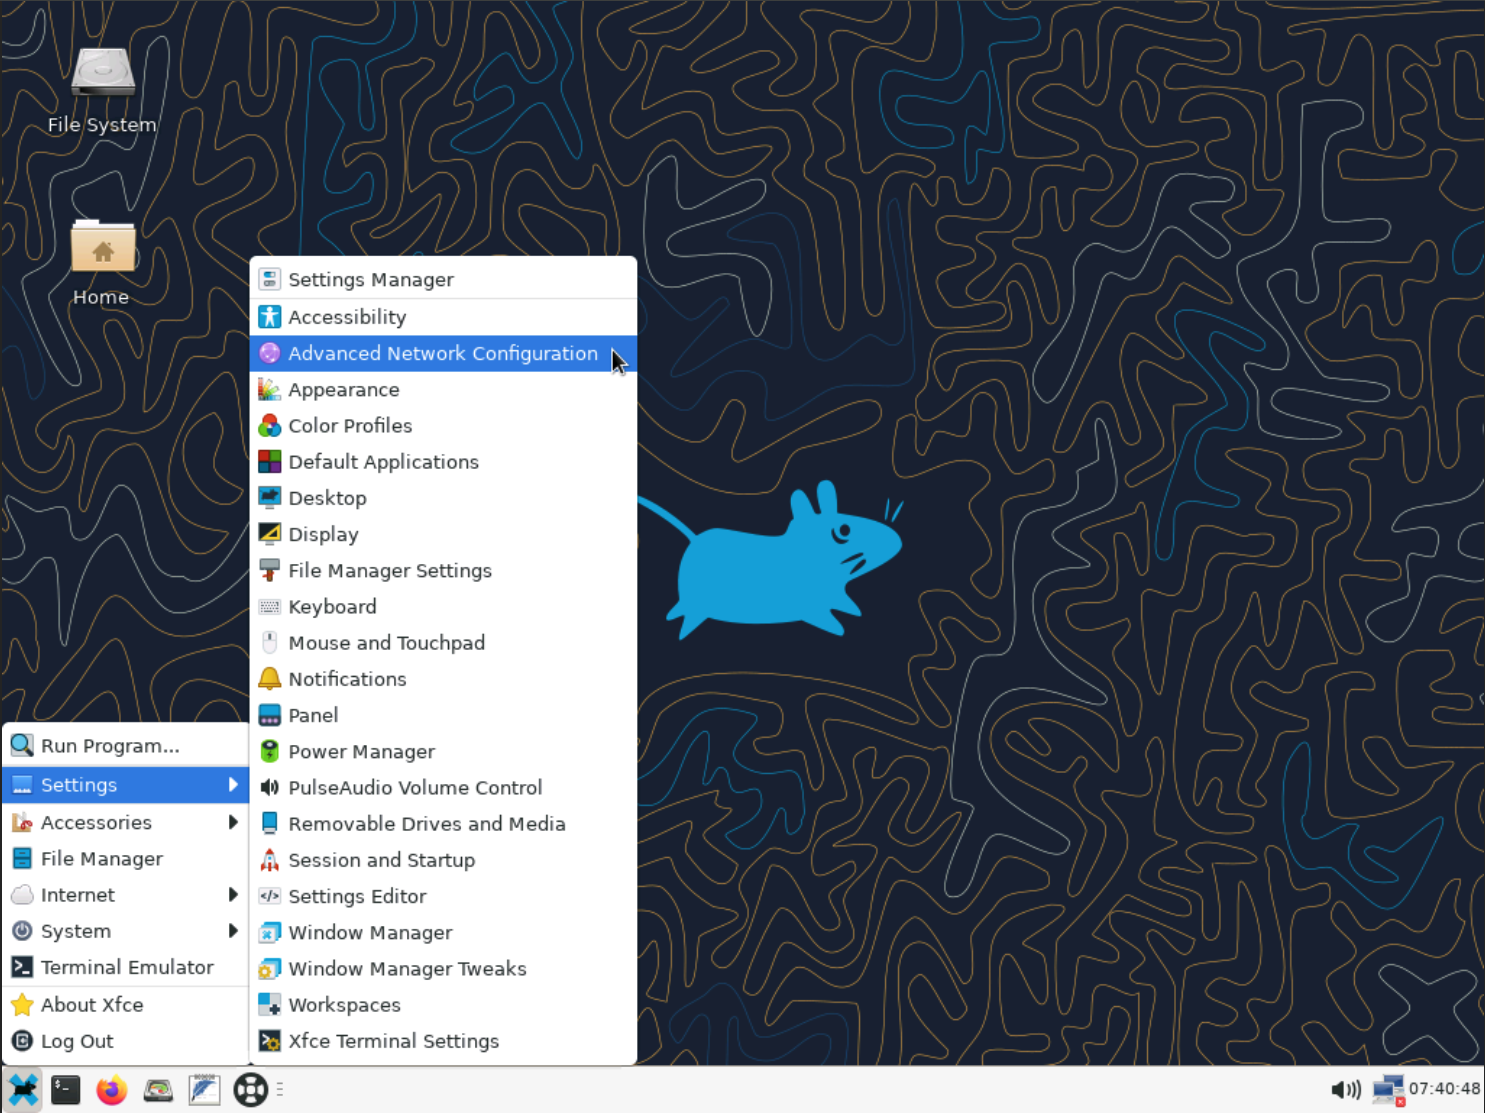 File System
Home
Settings Manager
Accessibility
Advanced Network Configuration
Appearance
Color Profiles
Default Applications
Desktop
Display
File Manager Settings
Keyboard
Mouse and Touchpad
Notifications
Panel
Power Manager
PulseAudio Volume Control
Removable Drives and Media
Session and Startup
Settings Editor
Window Manager
Window Manager Tweaks
Workspaces
Xfce Terminal Settings
Run Program...
Settings
Accessories
File Manager
Internet
System
Terminal Emulator
About Xfce
Log Out
07:40:48